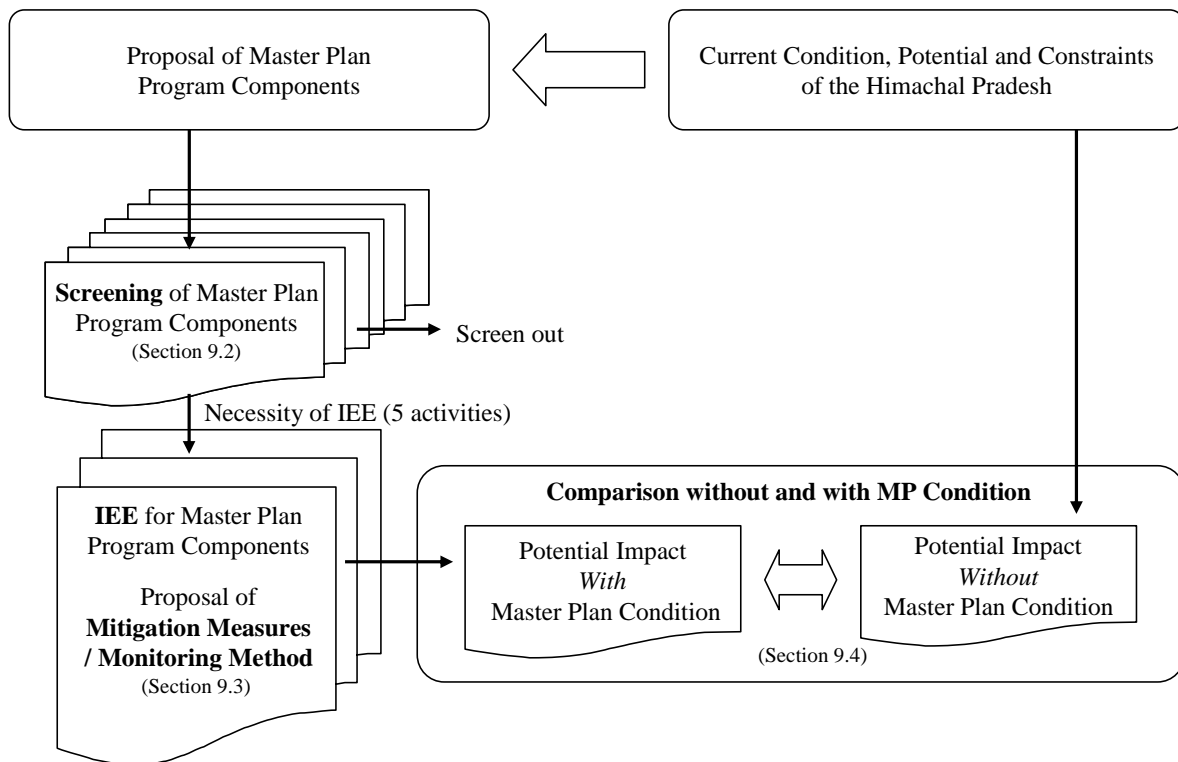 Proposal of Master Plan
Program Components
Current Condition, Potential and Constraints
of the Himachal Pradesh
Screening of Master Plan
Program Components
(Section 9.2)
Screen out
Necessity of IEE (5 activities)
IEE for Master Plan
Program Components
Proposal of
Mitigation Measures
/ Monitoring Method
(Section 9.3)
Comparison without and with MP Condition
Potential Impact
With
Master Plan Condition
Potential Impact
Without
Master Plan Condition
(Section 9.4)